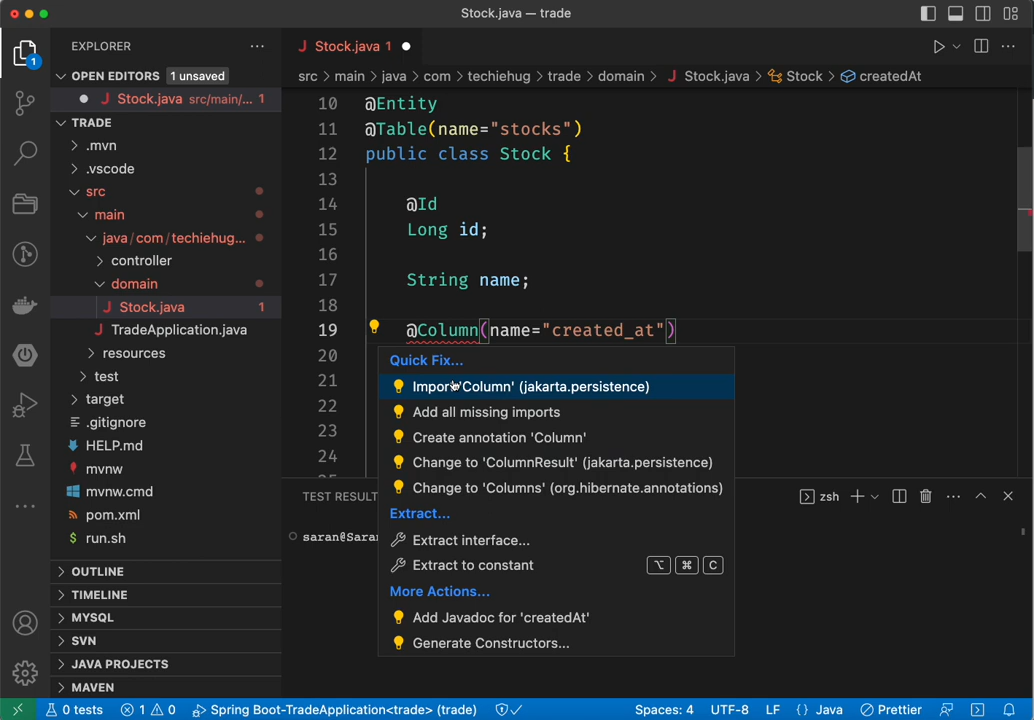 Stock.java — trade
EXPLORER
OPEN EDITORS 1 unsaved
Stock.java src/main/... 1
TRADE
.mvn
.vscode
src
main
java/com/techiehug...
controller
domain
Stock.java 1
TradeApplication.java
resources
test
target
.gitignore
HELP.md
mvnw
mvnw.cmd
pom.xml
run.sh
OUTLINE
TIMELINE
MYSQL
SVN
JAVA PROJECTS
MAVEN
1
Stock.java 1
src > main > java > com > techiehug > trade > domain > Stock.java > Stock > createdAt
10 @Entity
11 @Table(name="stocks")
12 public class Stock {
13
14 @Id
15 Long id;
16
17 String name;
18
19 @Column(name="created_at")
20
21
22
23
24
Quick Fix...
Import 'Column' (jakarta.persistence)
Add all missing imports
Create annotation 'Column'
Change to 'ColumnResult' (jakarta.persistence)
Change to 'Columns' (org.hibernate.annotations)
Extract...
Extract interface...
Extract to constant ⌥ ⌘ C
More Actions...
Add Javadoc for 'createdAt'
Generate Constructors...
TEST RESULT
zsh
saran@Sara
0 tests 1 0 Spring Boot-TradeApplication<trade> (trade) Spaces: 4 UTF-8 LF {} Java Prettier